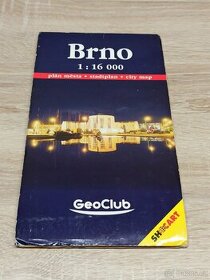 Brno
1 : 16 000
plán města • stadtplan • city map
GeoClub
SHOCART